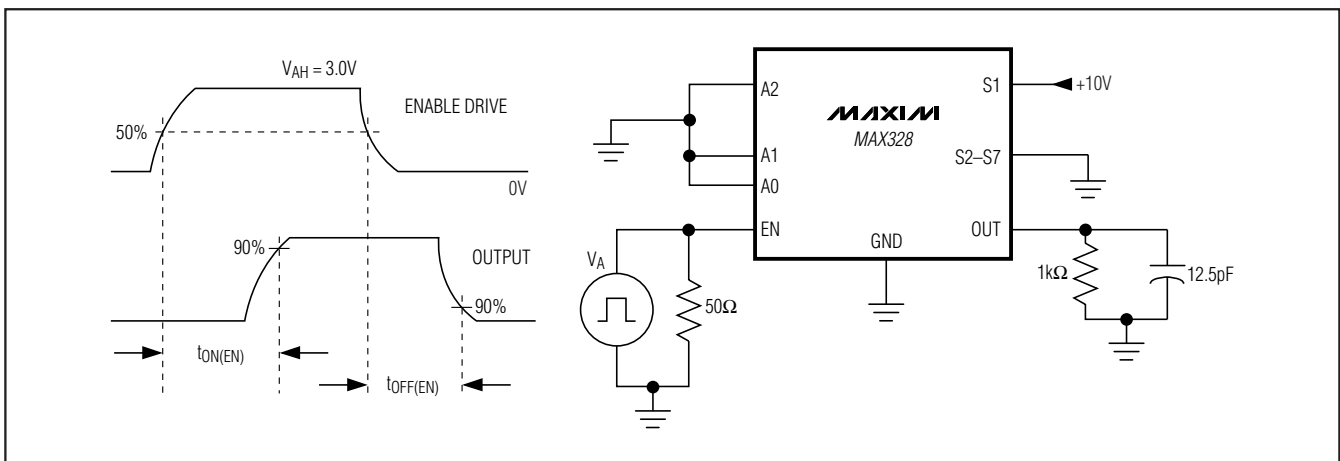 V_AH = 3.0V
ENABLE DRIVE
50%
0V
90%
OUTPUT
90%
t_ON(EN)
t_OFF(EN)
A2
S1
+10V
MAXIM
MAX328
A1
S2–S7
A0
EN
OUT
GND
V_A
50Ω
1kΩ
12.5pF